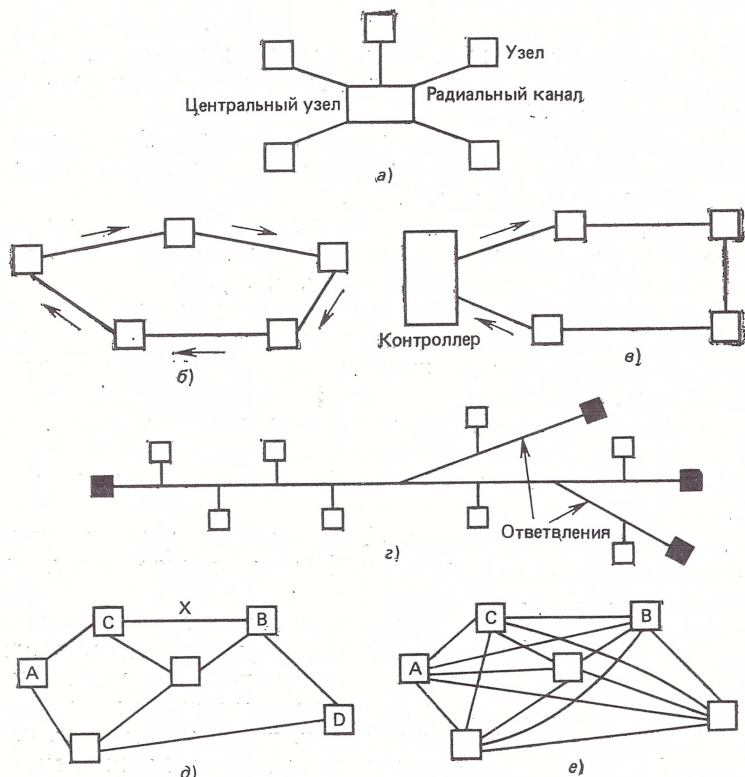 Узел
Центральный узел
Радиальный канал
а)
б)
Контроллер
в)
Ответвления
г)
C
X
B
A
D
д)
C
B
A
е)